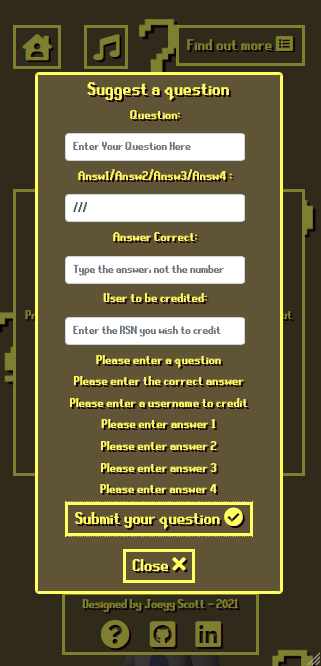 Find out more
Suggest a question
Question:
Enter Your Question Here
Answ1/Answ2/Answ3/Answ4 :
///
Answer Correct:
Type the answer, not the number
User to be credited:
Enter the RSN you wish to credit
Please enter a question
Please enter the correct answer
Please enter a username to credit
Please enter answer 1
Please enter answer 2
Please enter answer 3
Please enter answer 4
Submit your question
Close
Designed by Joeyy Scott - 2021